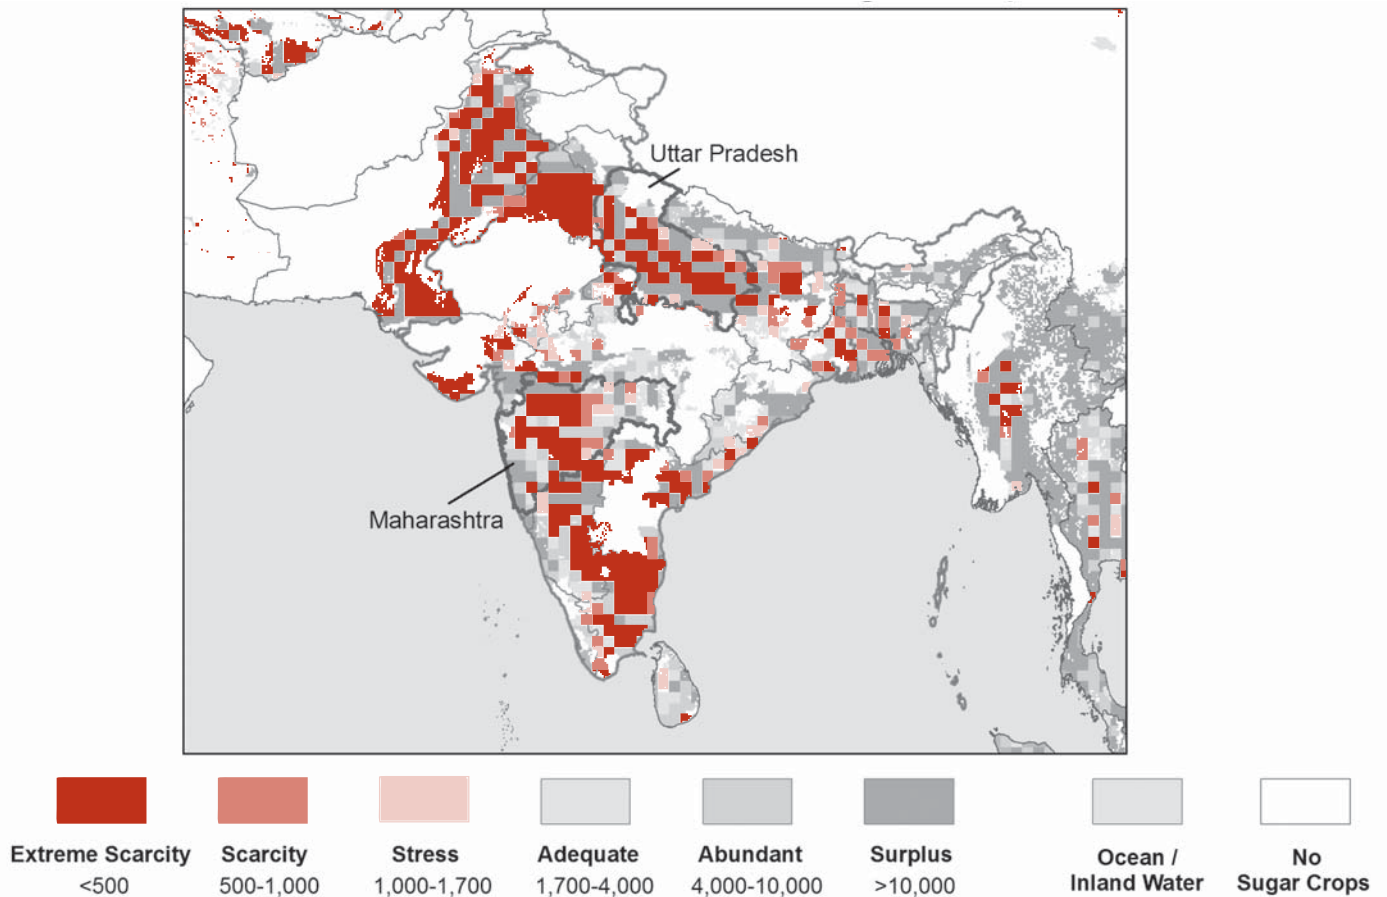 Uttar Pradesh
Maharashtra
Extreme Scarcity
<500
Scarcity
500-1,000
Stress
1,000-1,700
Adequate
1,700-4,000
Abundant
4,000-10,000
Surplus
>10,000
Ocean /
Inland Water
No
Sugar Crops